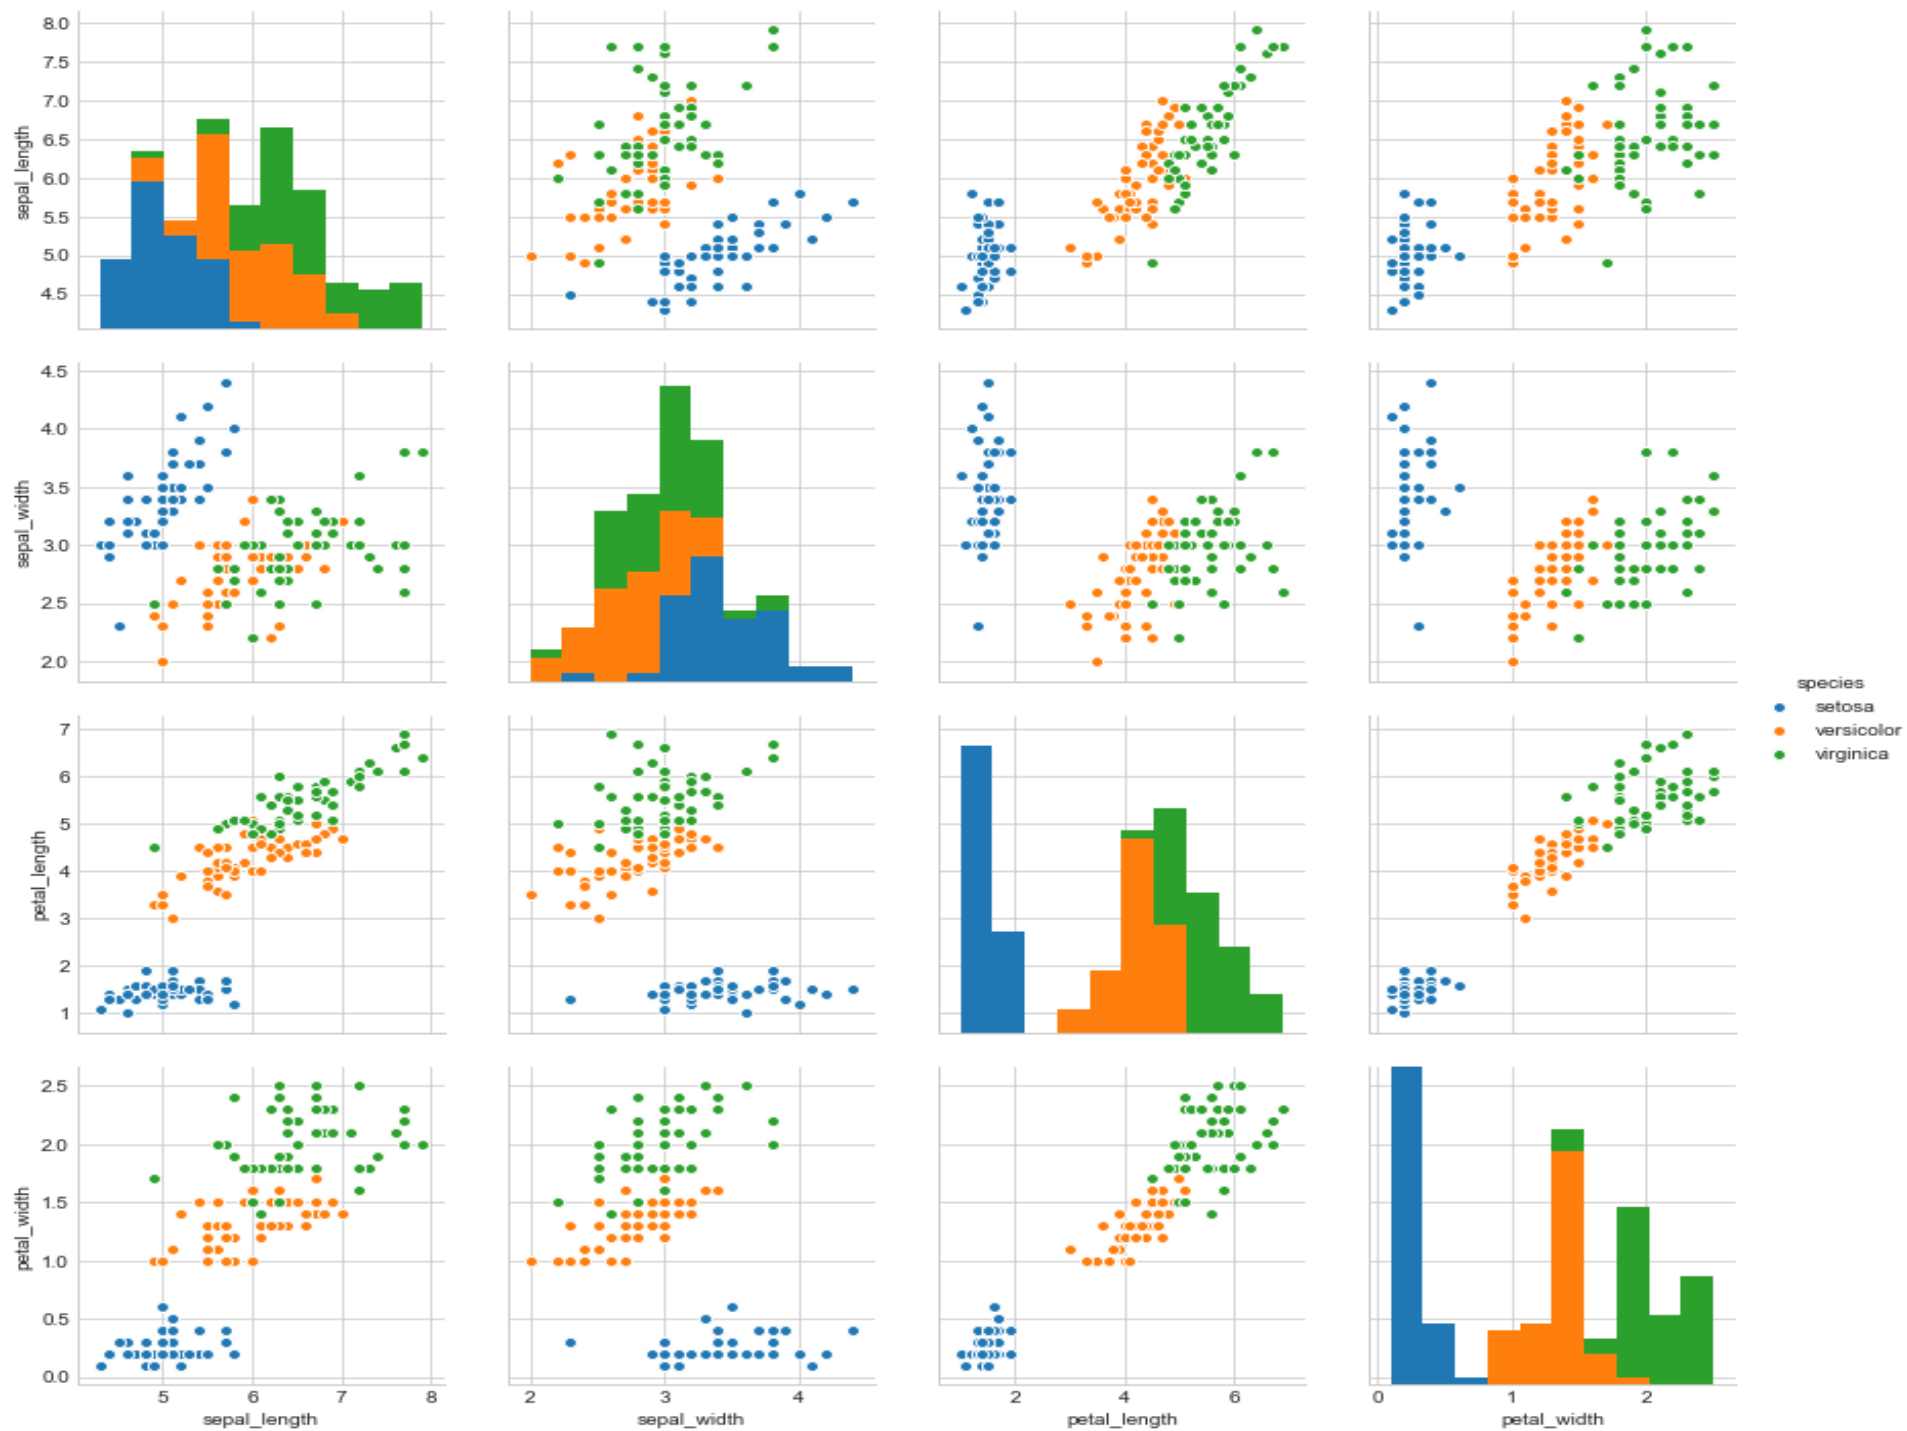 8.0
7.5
7.0
6.5
6.0
5.5
5.0
4.5
sepal_length
4.5
4.0
3.5
3.0
2.5
2.0
sepal_width
species
setosa
versicolor
virginica
7
6
5
4
3
2
1
petal_length
2.5
2.0
1.5
1.0
0.5
0.0
petal_width
5 6 7 8 2 3 4 2 4 6 0 1 2
sepal_length sepal_width petal_length petal_width